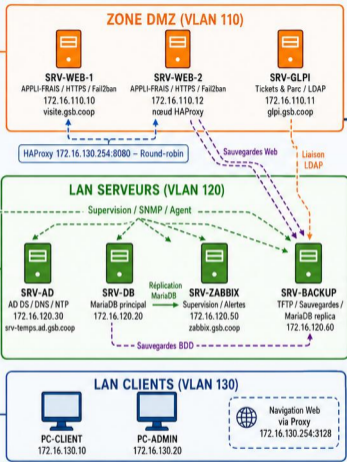 ZONE DMZ (VLAN 110)
SRV-WEB-1
APPLI-FRAIS / HTTPS / Fail2ban
172.16.110.10
visite.gsb.coop
SRV-WEB-2
APPLI-FRAIS / HTTPS / Fail2ban
172.16.110.12
nœud HAProxy
SRV-GLPI
Tickets & Parc / LDAP
172.16.110.11
glpi.gsb.coop
HAProxy 172.16.130.254:8080 – Round-robin
Sauvegardes Web
Liaison
LDAP
LAN SERVEURS (VLAN 120)
Supervision / SNMP / Agent
SRV-AD
AD DS / DNS / NTP
172.16.120.30
srv-temps.ad.gsb.coop
SRV-DB
MariaDB principal
172.16.120.20
Réplication
MariaDB
SRV-ZABBIX
Supervision / Alertes
172.16.120.50
zabbix.gsb.coop
SRV-BACKUP
TFTP / Sauvegardes /
MariaDB replica
172.16.120.60
Sauvegardes BDD
LAN CLIENTS (VLAN 130)
PC-CLIENT
172.16.130.10
PC-ADMIN
172.16.130.20
Navigation Web
via Proxy
172.16.130.254:3128